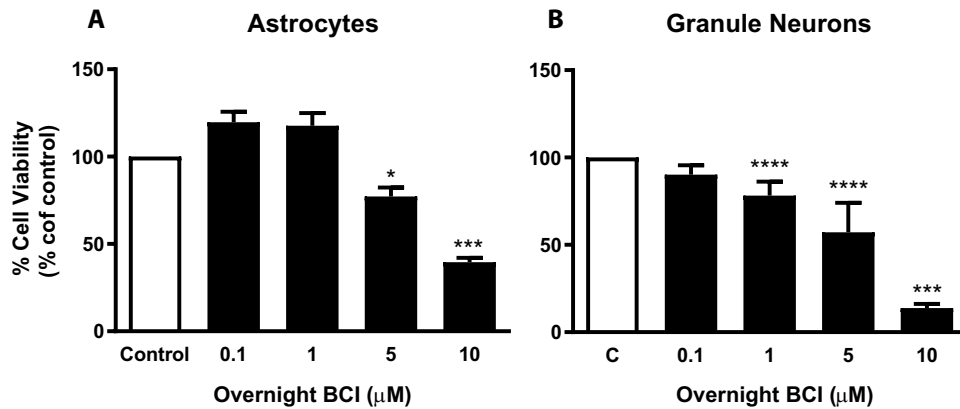 A
Astrocytes
% Cell Viability
(% cof control)
150
100
50
0
*
***
Control 0.1 1 5 10
Overnight BCI (μM)
B
Granule Neurons
150
100
50
0
****
****
***
C 0.1 1 5 10
Overnight BCI (μM)